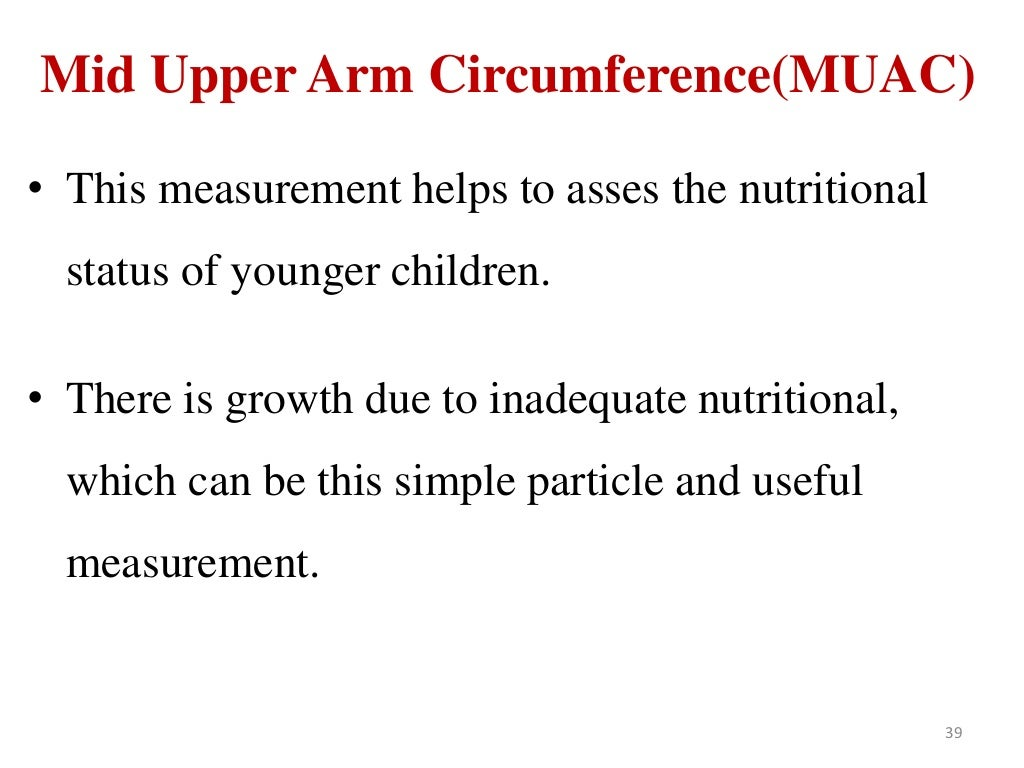 Mid Upper Arm Circumference(MUAC)
• This measurement helps to asses the nutritional
status of younger children.
• There is growth due to inadequate nutritional,
which can be this simple particle and useful
measurement.
39